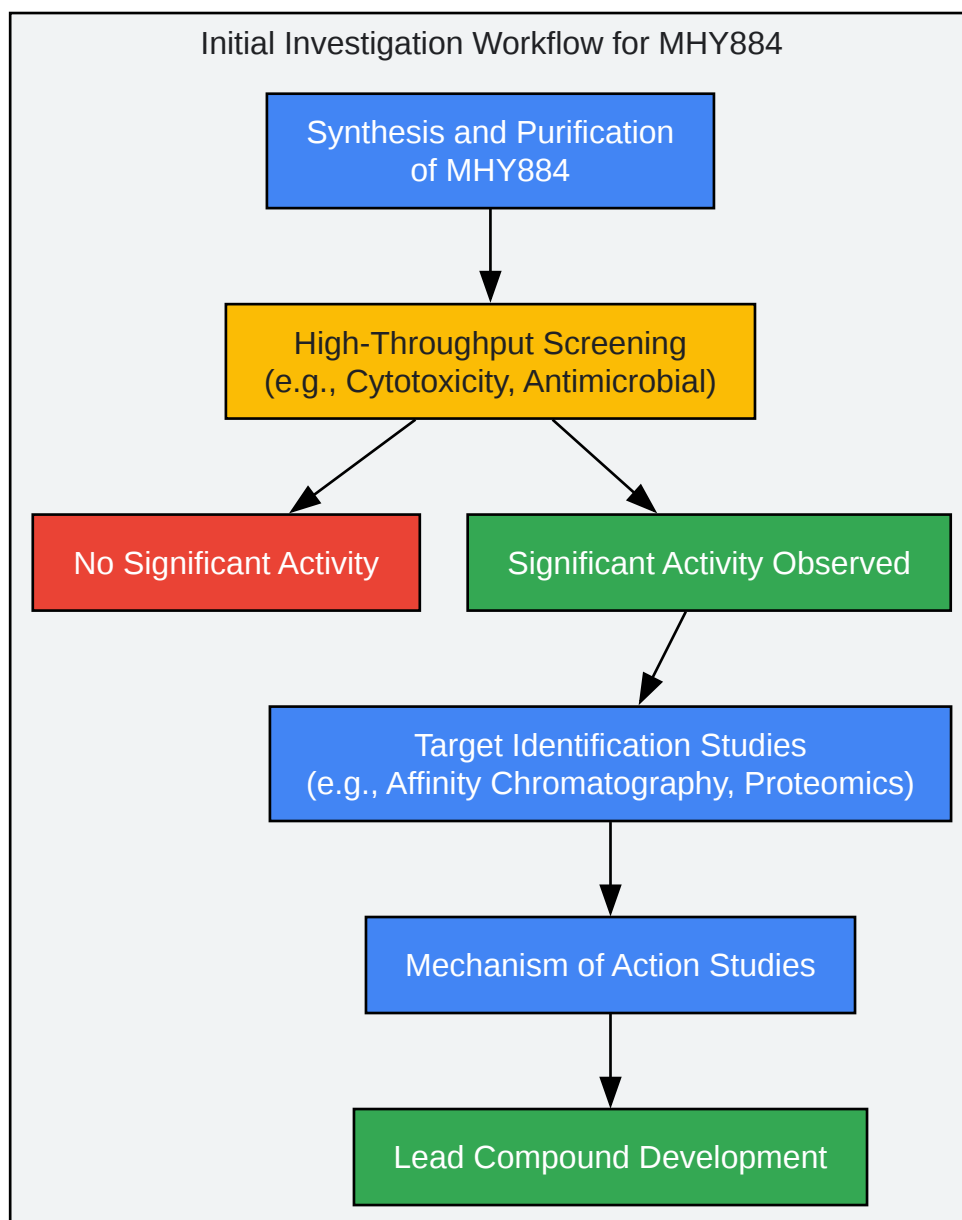 Initial Investigation Workflow for MHY884
Synthesis and Purification
of MHY884
High-Throughput Screening
(e.g., Cytotoxicity, Antimicrobial)
No Significant Activity
Significant Activity Observed
Target Identification Studies
(e.g., Affinity Chromatography, Proteomics)
Mechanism of Action Studies
Lead Compound Development